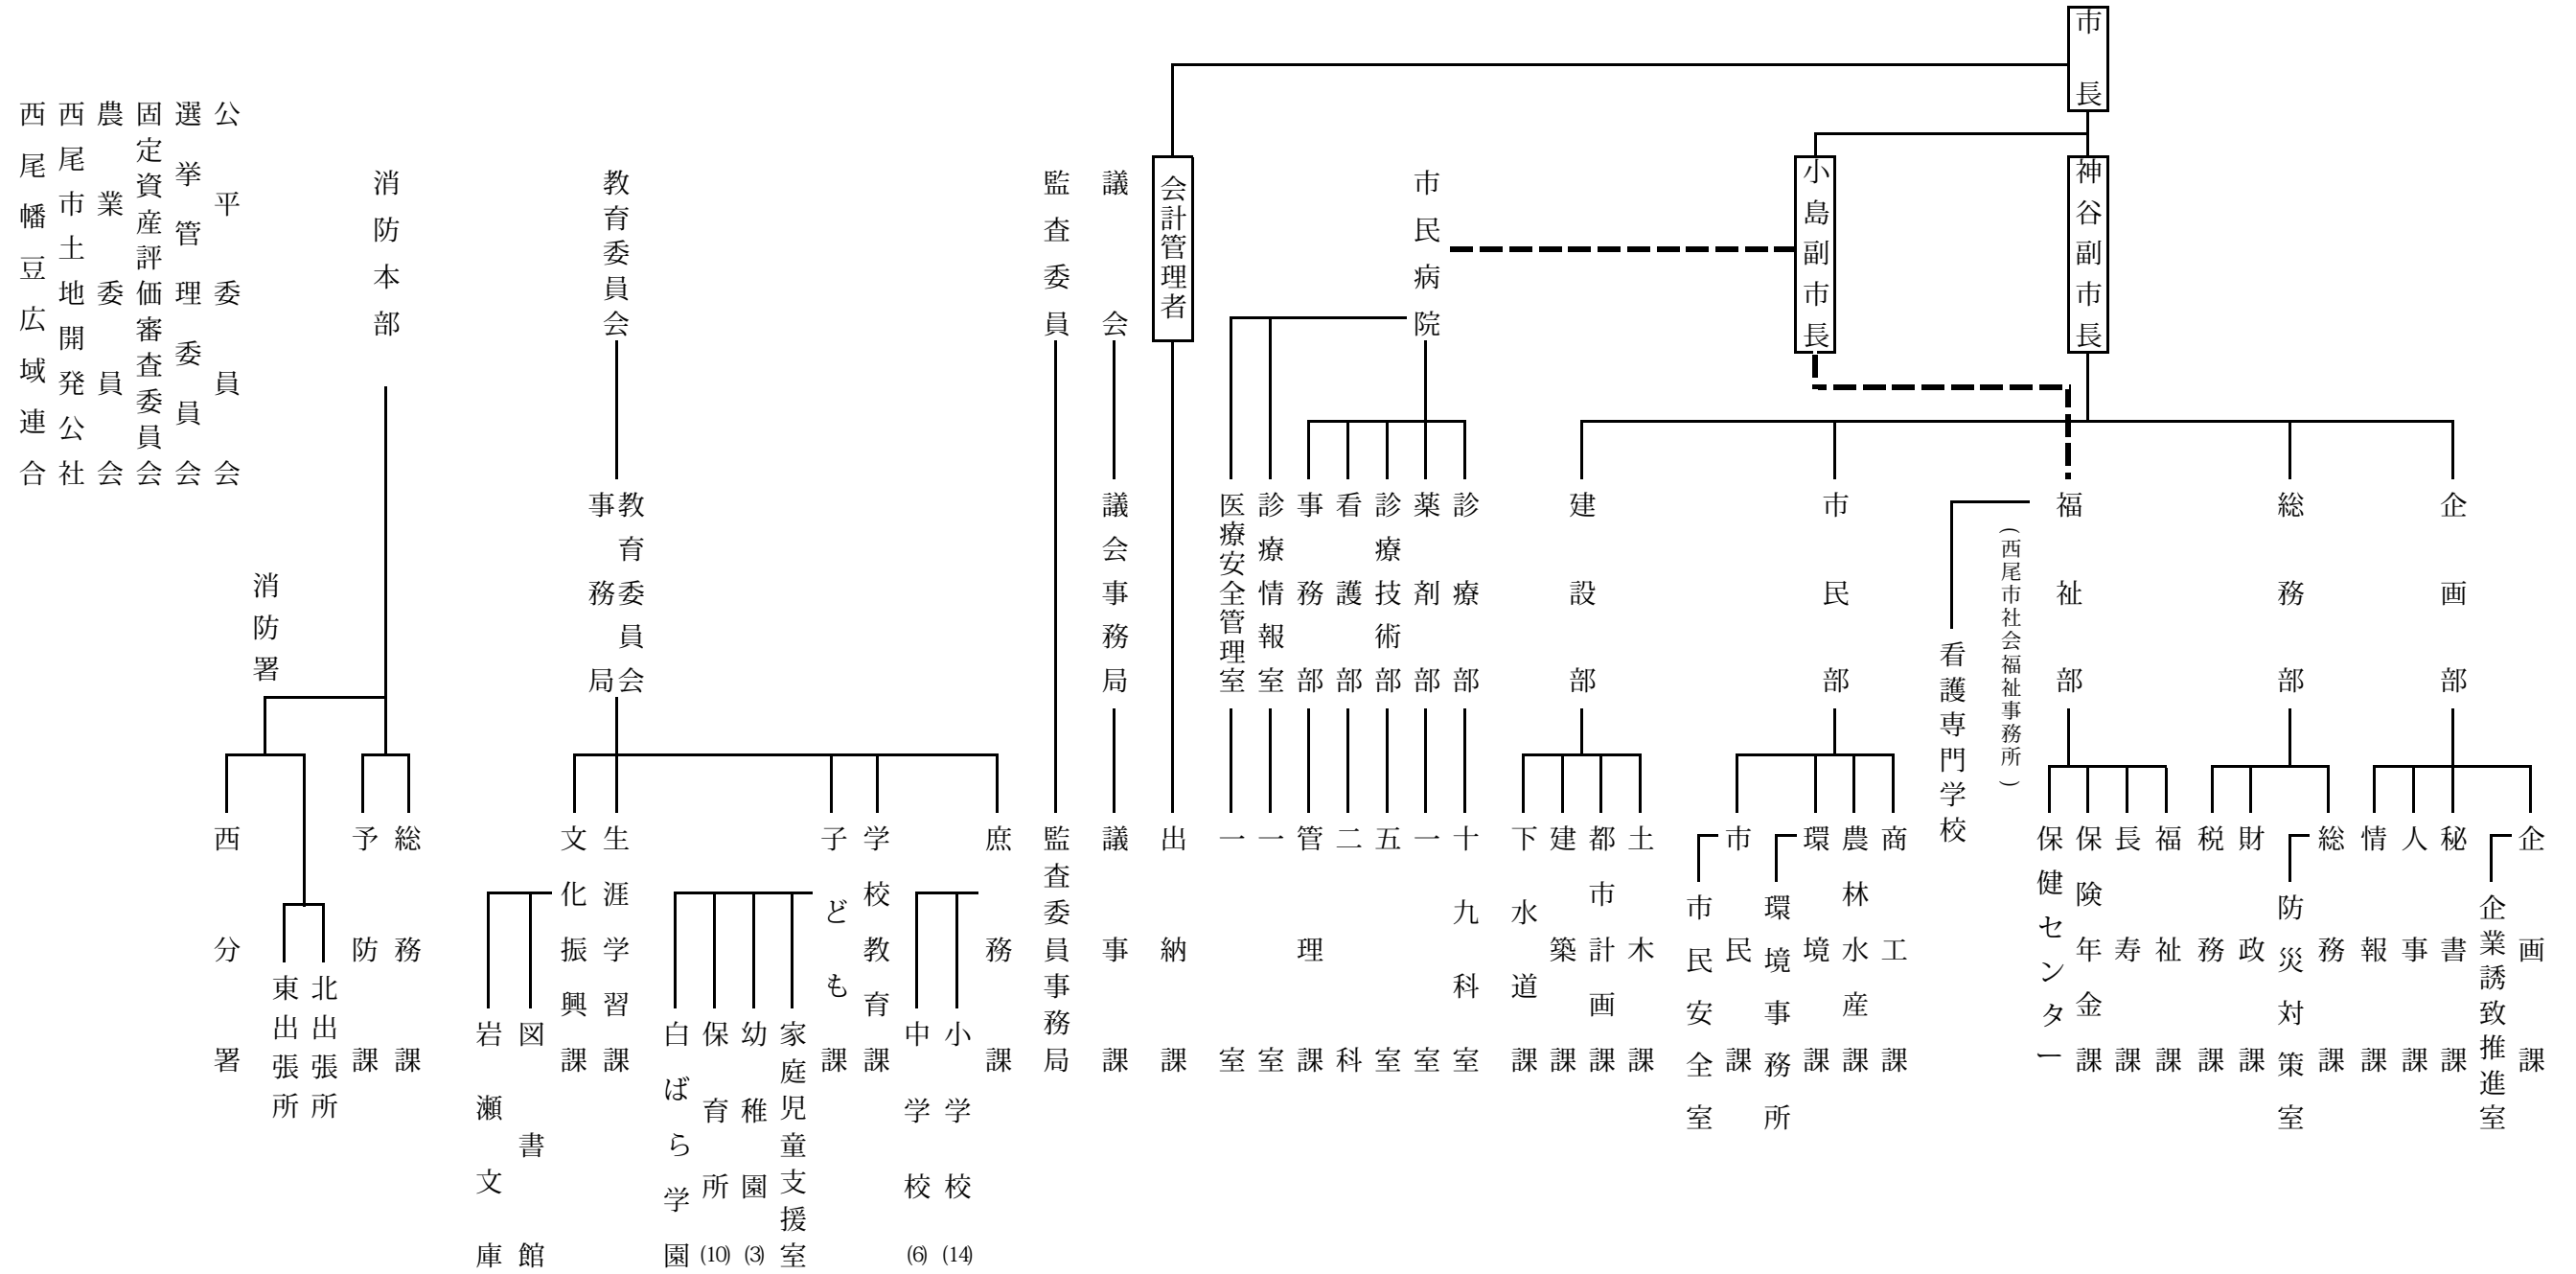 市長
神谷副市長
小島副市長
会計管理者
市民病院
議会
監査委員
教育委員会
消防本部
公平委員会
選挙管理委員会
固定資産評価審査委員会
農業委員会
西尾市土地開発公社
西尾幡豆広域連合
企画部
総務部
福祉部
(西尾市社会福祉事務所)
看護専門学校
市民部
建設部
診療部
薬剤部
診療技術部
看護部
事務部
診療情報室
医療安全管理室
議会事務局
教育委員会
事務局
消防署
企画課
企業誘致推進室
秘書課
人事課
情報課
総務課
防災対策室
財政課
税務課
福祉課
長寿課
保険年金課
保健センター
商工課
農林水産課
環境課
環境事務所
市民課
市民安全室
土木課
都市計画課
建築課
下水道課
十九科室
一室
五室
二科
管理課
一室
一室
出納課
議事課
監査委員事務局
庶務課
小学校(14)
中学校(6)
学校教育課
子ども課
家庭児童支援室
幼稚園(3)
保育所(10)
白ばら学園
生涯学習課
文化振興課
図書館
岩瀬文庫
総務課
予防課
北出張所
東出張所
西分署